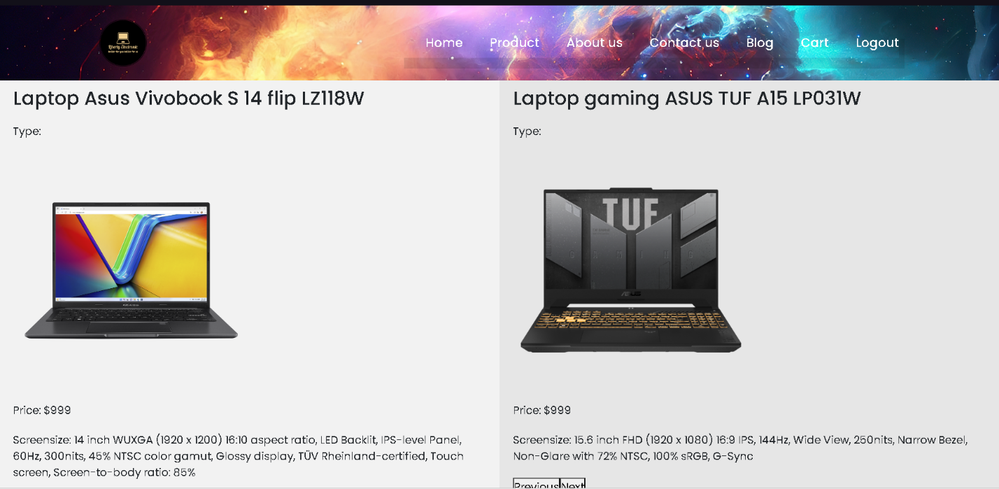 Liberty Electronic
Home Product About us Contact us Blog Cart Logout
Laptop Asus Vivobook S 14 flip LZ118W
Type:
Price: $999
Screensize: 14 inch WUXGA (1920 x 1200) 16:10 aspect ratio, LED Backlit, IPS-level Panel,
60Hz, 300nits, 45% NTSC color gamut, Glossy display, TÜV Rheinland-certified, Touch
screen, Screen-to-body ratio: 85%
Laptop gaming ASUS TUF A15 LP031W
Type:
TUF
Price: $999
Screensize: 15.6 inch FHD (1920 x 1080) 16:9 IPS, 144Hz, Wide View, 250nits, Narrow Bezel,
Non-Glare with 72% NTSC, 100% sRGB, G-Sync
Previous Next